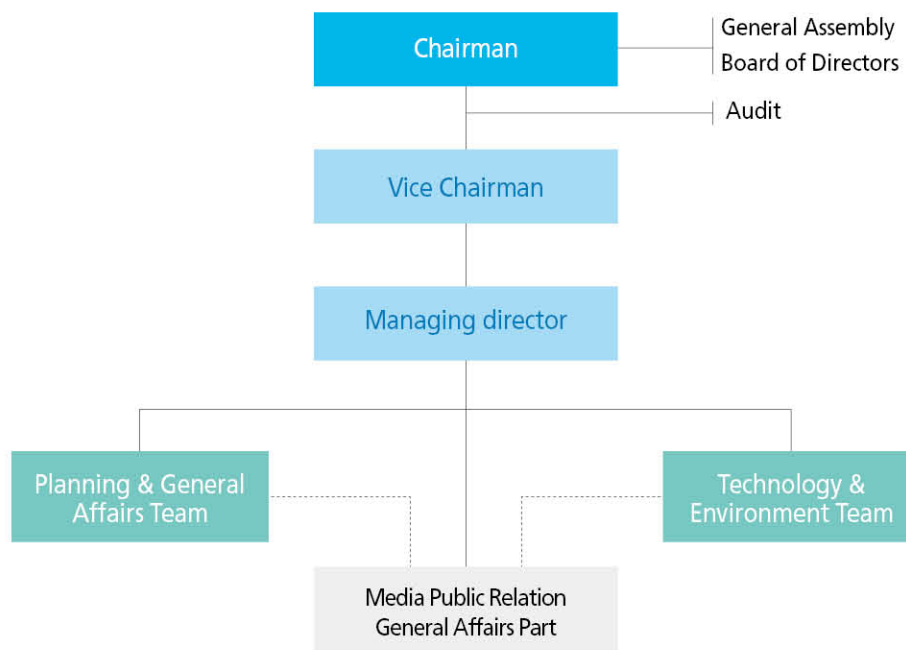 Chairman
General Assembly
Board of Directors
Audit
Vice Chairman
Managing director
Planning & General
Affairs Team
Technology &
Environment Team
Media Public Relation
General Affairs Part